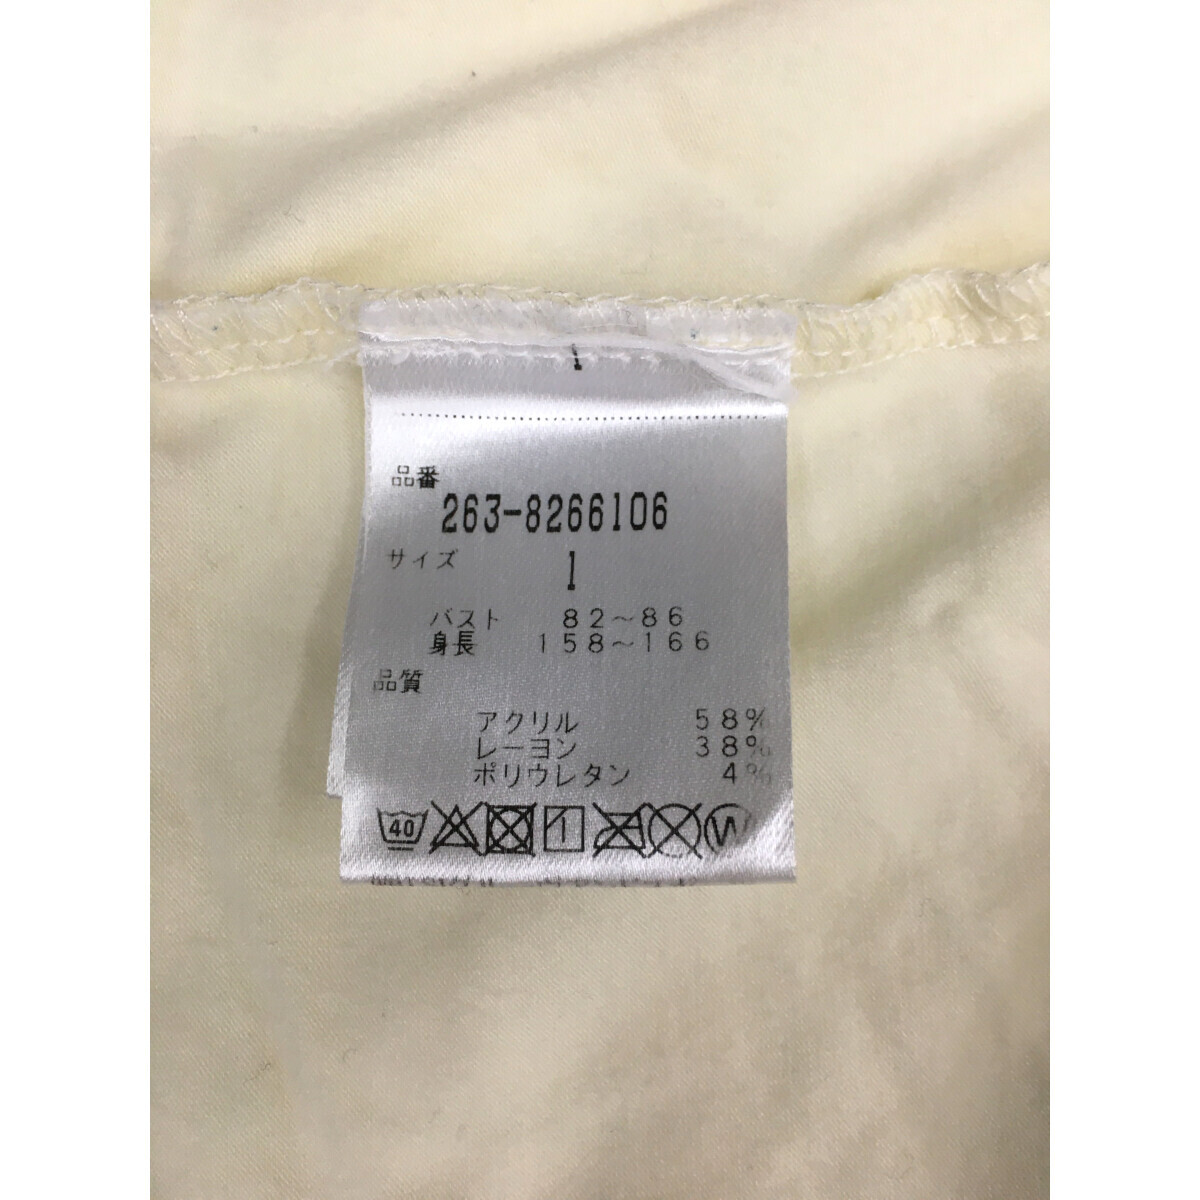 品番
263-8266106
サイズ 1
バスト 82～86
身長 158～166
品質
アクリル 58%
レーヨン 38%
ポリウレタン 4%
40 W